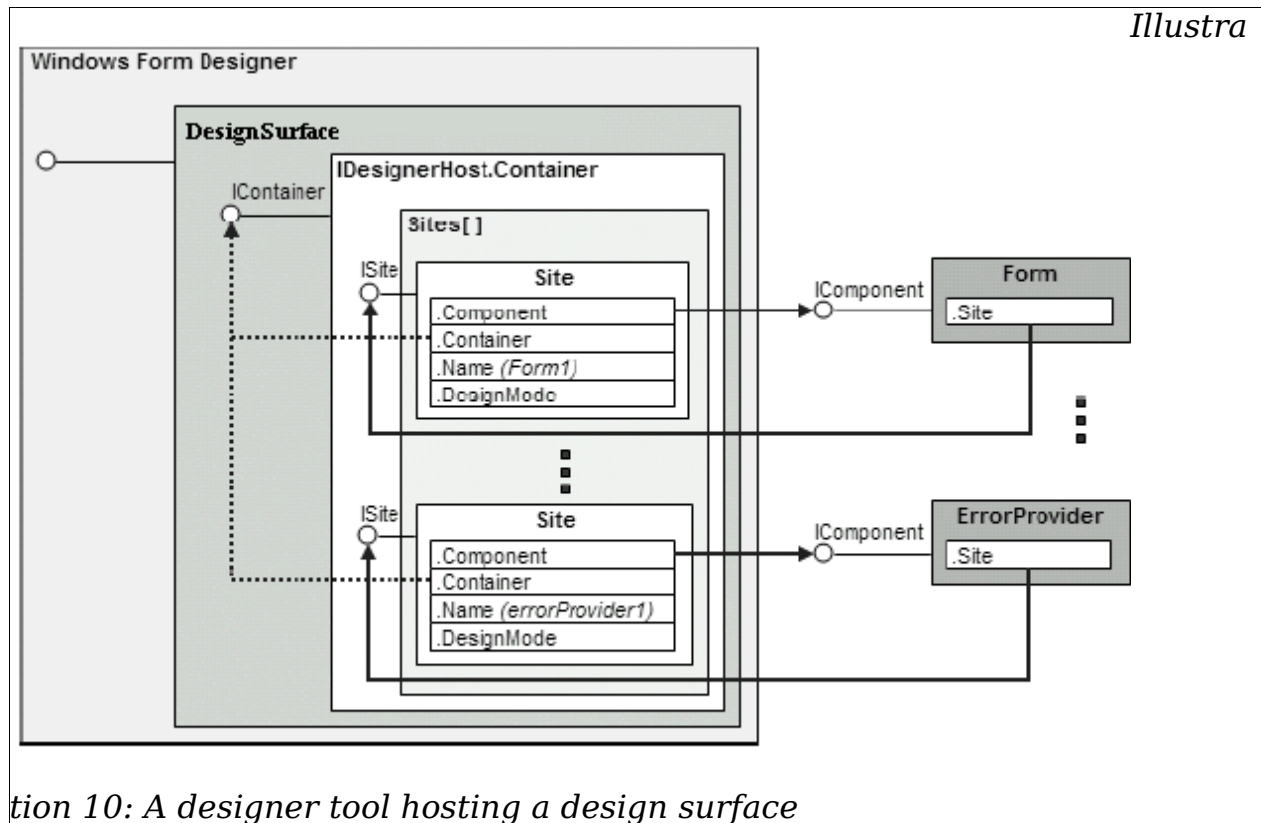 Illustra
Windows Form Designer
DesignSurface
IDesignerHost.Container
IContainer
Sites[ ]
ISite
Site
.Component
.Container
.Name (Form1)
.DesignMode
IComponent
Form
.Site
ISite
Site
.Component
.Container
.Name (errorProvider1)
.DesignMode
IComponent
ErrorProvider
.Site
tion 10: A designer tool hosting a design surface